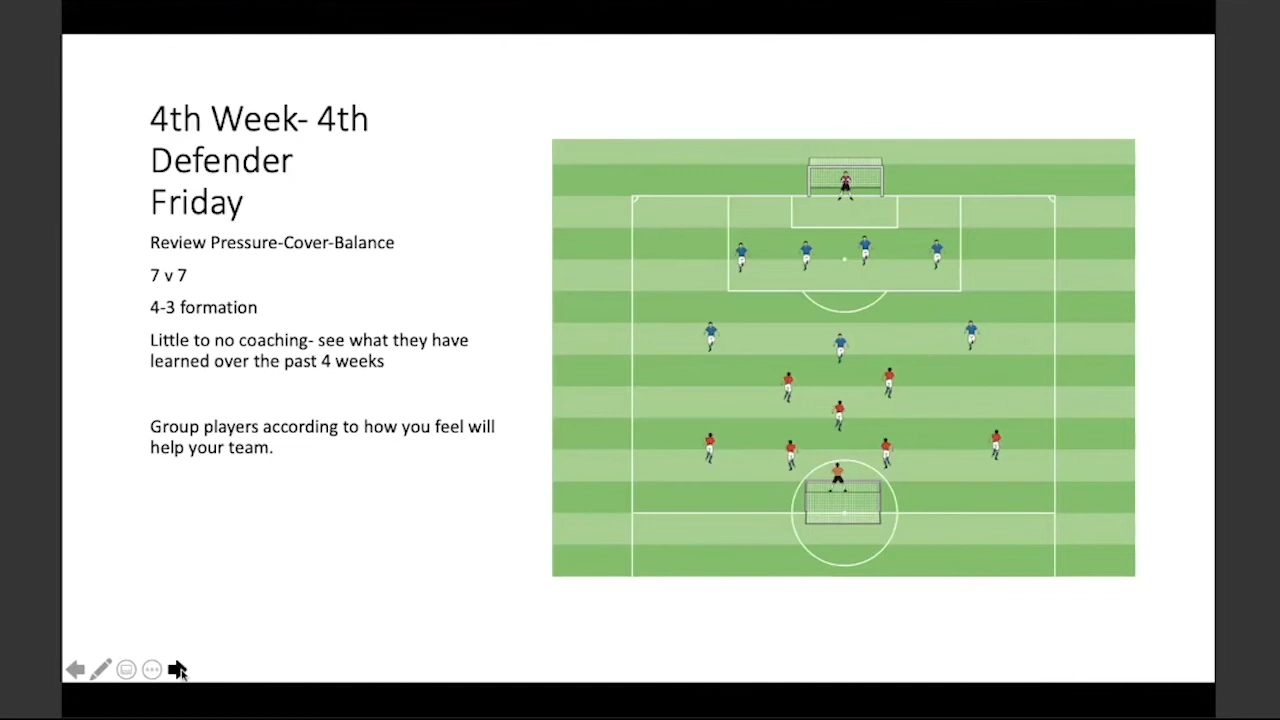 4th Week- 4th
Defender
Friday
Review Pressure-Cover-Balance
7 v 7
4-3 formation
Little to no coaching- see what they have
learned over the past 4 weeks
Group players according to how you feel will
help your team.